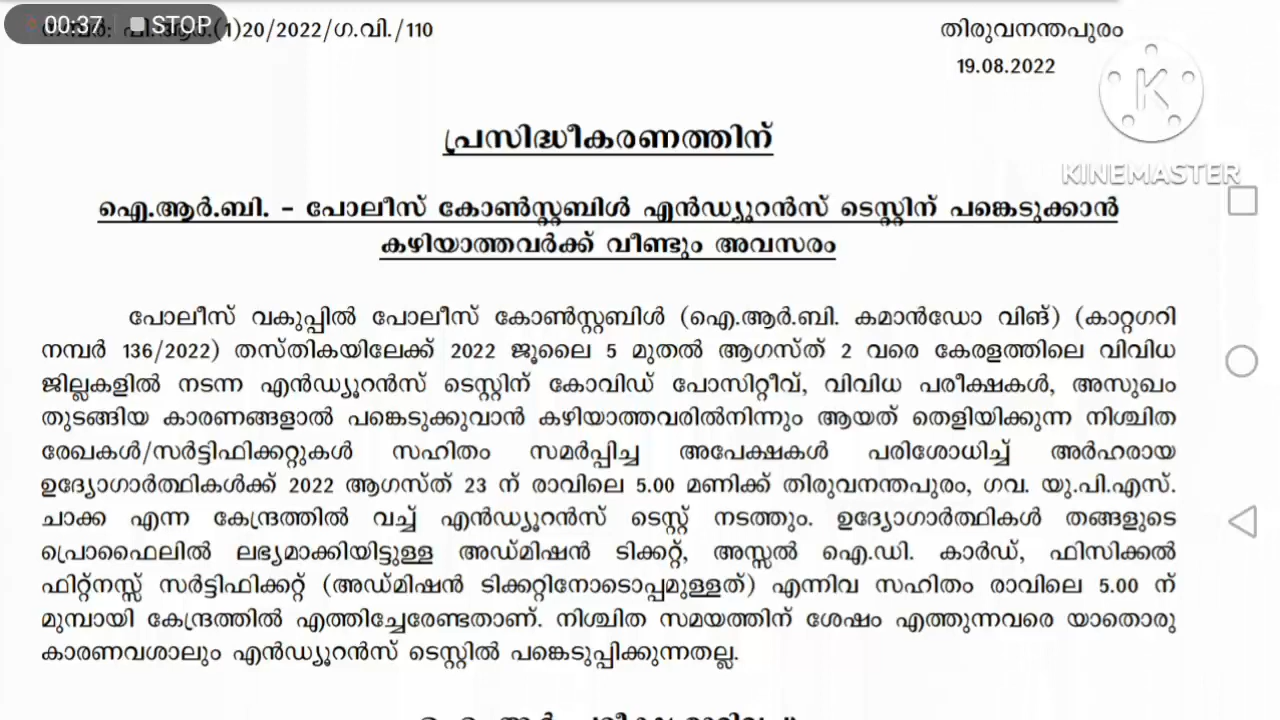 00:37 STOP
(1)20/2022/ഗ.വി./110
തിരുവനന്തപുരം
19.08.2022
KINEMASTER
പ്രസിദ്ധീകരണത്തിന്
ഐ.ആർ.ബി. - പോലീസ് കോൺസ്റ്റബിൾ എൻഡ്യൂറൻസ് ടെസ്റ്റിന് പങ്കെടുക്കാൻ
കഴിയാത്തവർക്ക് വീണ്ടും അവസരം
പോലീസ് വകുപ്പിൽ പോലീസ് കോൺസ്റ്റബിൾ (ഐ.ആർ.ബി. കമാൻഡോ വിങ്) (കാറ്റഗറി
നമ്പർ 136/2022) തസ്തികയിലേക്ക് 2022 ജൂലൈ 5 മുതൽ ആഗസ്ത് 2 വരെ കേരളത്തിലെ വിവിധ
ജില്ലകളിൽ നടന്ന എൻഡ്യൂറൻസ് ടെസ്റ്റിന് കോവിഡ് പോസിറ്റീവ്, വിവിധ പരീക്ഷകൾ, അസുഖം
തുടങ്ങിയ കാരണങ്ങളാൽ പങ്കെടുക്കുവാൻ കഴിയാത്തവരിൽനിന്നും ആയത് തെളിയിക്കുന്ന നിശ്ചിത
രേഖകൾ/സർട്ടിഫിക്കറ്റുകൾ സഹിതം സമർപ്പിച്ച അപേക്ഷകൾ പരിശോധിച്ച് അർഹരായ
ഉദ്യോഗാർത്ഥികൾക്ക് 2022 ആഗസ്ത് 23 ന് രാവിലെ 5.00 മണിക്ക് തിരുവനന്തപുരം, ഗവ. യു.പി.എസ്.
ചാക്ക എന്ന കേന്ദ്രത്തിൽ വച്ച് എൻഡ്യൂറൻസ് ടെസ്റ്റ് നടത്തും. ഉദ്യോഗാർത്ഥികൾ തങ്ങളുടെ
പ്രൊഫൈലിൽ ലഭ്യമാക്കിയിട്ടുള്ള അഡ്മിഷൻ ടിക്കറ്റ്, അസ്സൽ ഐ.ഡി. കാർഡ്, ഫിസിക്കൽ
ഫിറ്റ്നസ്സ് സർട്ടിഫിക്കറ്റ് (അഡ്മിഷൻ ടിക്കറ്റിനോടൊപ്പമുള്ളത്) എന്നിവ സഹിതം രാവിലെ 5.00 ന്
മുമ്പായി കേന്ദ്രത്തിൽ എത്തിച്ചേരേണ്ടതാണ്. നിശ്ചിത സമയത്തിന് ശേഷം എത്തുന്നവരെ യാതൊരു
കാരണവശാലും എൻഡ്യൂറൻസ് ടെസ്റ്റിൽ പങ്കെടുപ്പിക്കുന്നതല്ല.